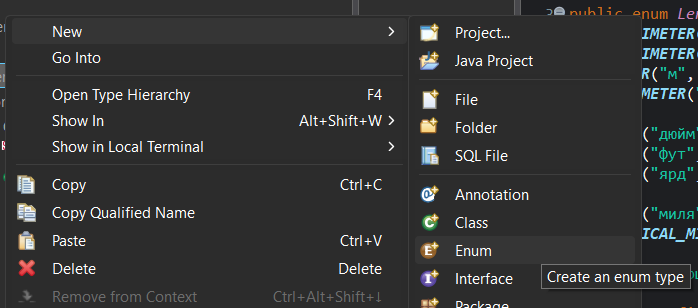 New
Go Into
Open Type Hierarchy F4
Show In Alt+Shift+W
Show in Local Terminal
Copy Ctrl+C
Copy Qualified Name
Paste Ctrl+V
Delete Delete
Remove from Context Ctrl+Alt+Shift+↓
Project...
Java Project
File
Folder
SQL File
Annotation
Class
Enum
Interface
Package
Create an enum type
public enum Len
IMETER(
IMETER(
R("м",
METER("
("дюйм"
("фут"
("ярд"
("миля"
ICAL_MI